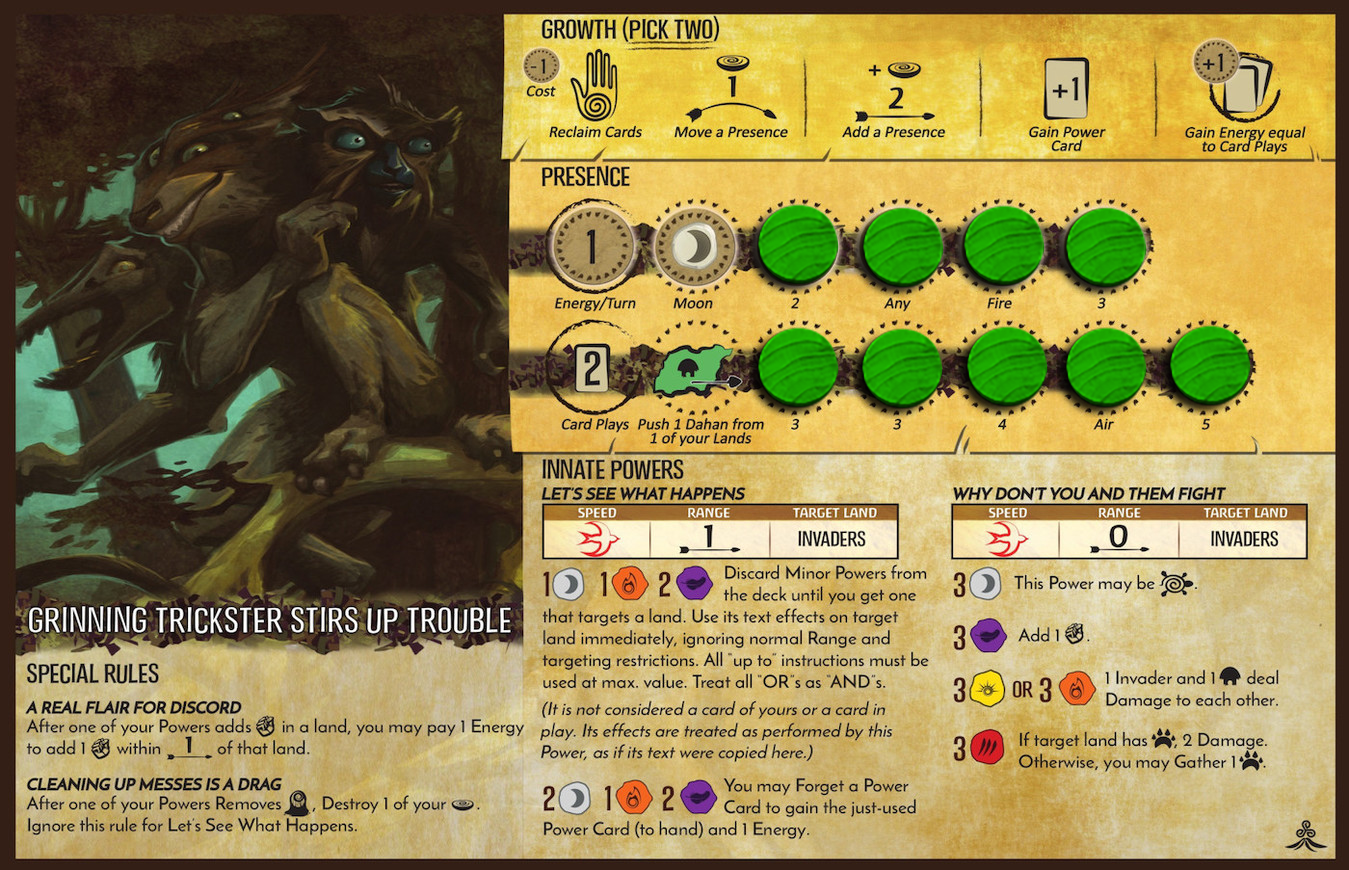 GROWTH (PICK TWO)
-1
Cost
Reclaim Cards
1
Move a Presence
+
2
Add a Presence
+1
Gain Power
Card
+1
Gain Energy equal
to Card Plays
PRESENCE
1
Energy/Turn
Moon
2
Any
Fire
3
2
Card Plays
Push 1 Dahan from
1 of your Lands
3
3
4
Air
5
GRINNING TRICKSTER STIRS UP TROUBLE
SPECIAL RULES
A REAL FLAIR FOR DISCORD
After one of your Powers adds in a land, you may pay 1 Energy
to add 1 within 1 of that land.
CLEANING UP MESSES IS A DRAG
After one of your Powers Removes , Destroy 1 of your .
Ignore this rule for Let's See What Happens.
INNATE POWERS
LET'S SEE WHAT HAPPENS
SPEED RANGE TARGET LAND
1 INVADERS
1 1 2 Discard Minor Powers from
the deck until you get one
that targets a land. Use its text effects on target
land immediately, ignoring normal Range and
targeting restrictions. All "up to" instructions must be
used at max. value. Treat all "OR"s as "AND"s.
(It is not considered a card of yours or a card in
play. Its effects are treated as performed by this
Power, as if its text were copied here.)
2 1 2 You may Forget a Power
Card to gain the just-used
Power Card (to hand) and 1 Energy.
WHY DON'T YOU AND THEM FIGHT
SPEED RANGE TARGET LAND
0 INVADERS
3 This Power may be .
3 Add 1 .
3 OR 3 1 Invader and 1 deal
Damage to each other.
3 If target land has , 2 Damage.
Otherwise, you may Gather 1 .